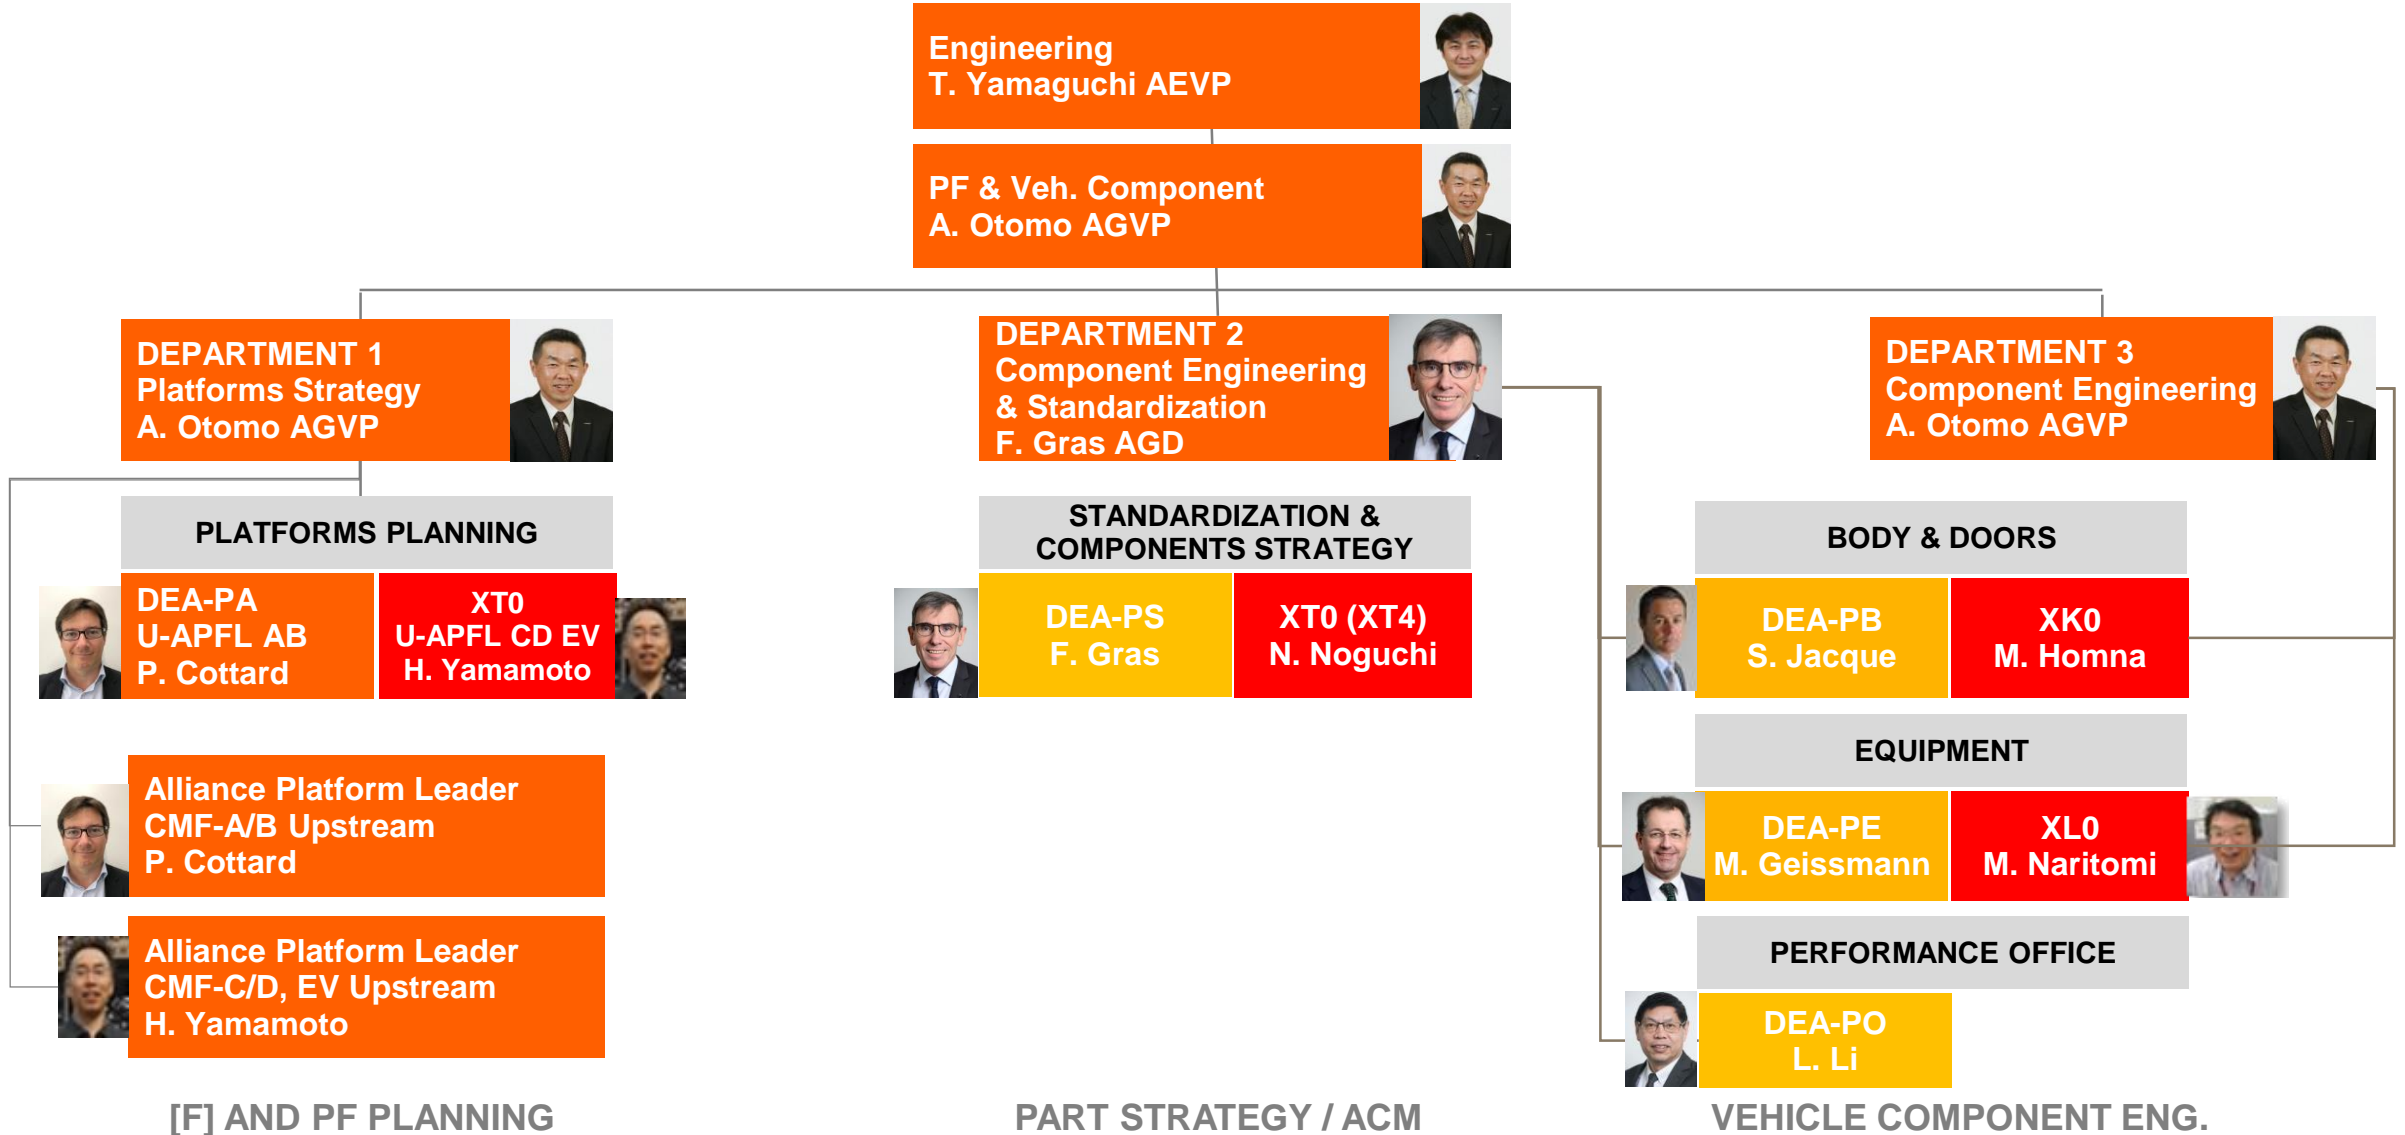 Engineering
T. Yamaguchi AEVP
PF & Veh. Component
A. Otomo AGVP
DEPARTMENT 1
Platforms Strategy
A. Otomo AGVP
PLATFORMS PLANNING
DEA-PA
U-APFL AB
P. Cottard
XT0
U-APFL CD EV
H. Yamamoto
Alliance Platform Leader
CMF-A/B Upstream
P. Cottard
Alliance Platform Leader
CMF-C/D, EV Upstream
H. Yamamoto
[F] AND PF PLANNING
DEPARTMENT 2
Component Engineering
& Standardization
F. Gras AGD
STANDARDIZATION &
COMPONENTS STRATEGY
DEA-PS
F. Gras
XT0 (XT4)
N. Noguchi
PART STRATEGY / ACM
DEPARTMENT 3
Component Engineering
A. Otomo AGVP
BODY & DOORS
DEA-PB
S. Jacque
XK0
M. Homna
EQUIPMENT
DEA-PE
M. Geissmann
XL0
M. Naritomi
PERFORMANCE OFFICE
DEA-PO
L. Li
VEHICLE COMPONENT ENG.